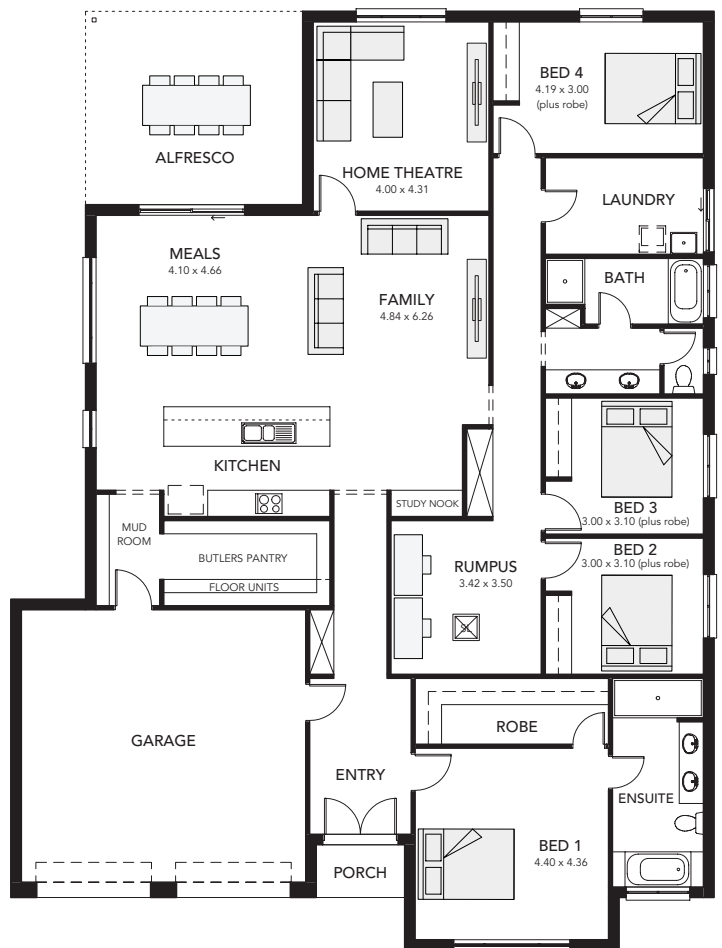 BED 4
4.19 x 3.00
(plus robe)
ALFRESCO
HOME THEATRE
4.00 x 4.31
LAUNDRY
MEALS
4.10 x 4.66
BATH
FAMILY
4.84 x 6.26
KITCHEN
STUDY NOOK
BED 3
3.00 x 3.10 (plus robe)
MUD
ROOM
BUTLERS PANTRY
FLOOR UNITS
RUMPUS
3.42 x 3.50
BED 2
3.00 x 3.10 (plus robe)
SL
ROBE
GARAGE
ENTRY
ENSUITE
BED 1
4.40 x 4.36
PORCH